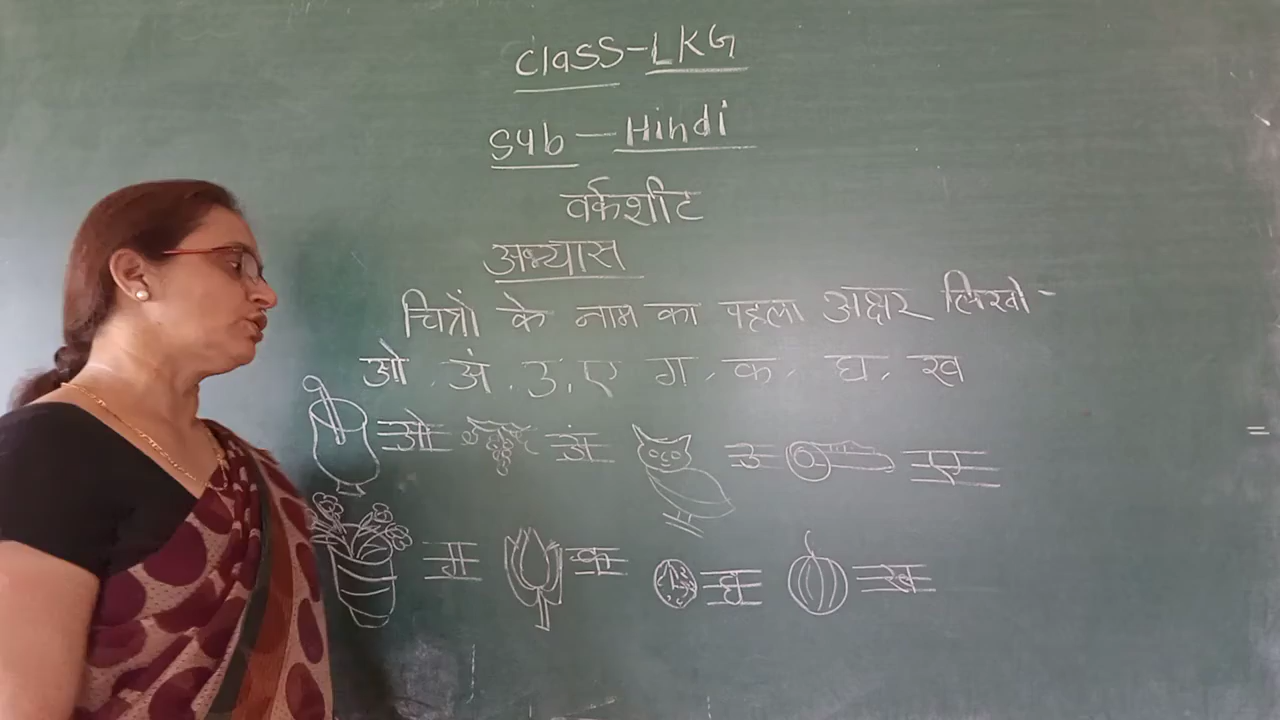 Class-LKG
Sub-Hindi
वर्कशीट
अभ्यास
चित्रों के नाम का पहला अक्षर लिखो-
ओ, अं, उ, ए ग, क, घ, ख
ओ अं उ ए
ग क घ ख